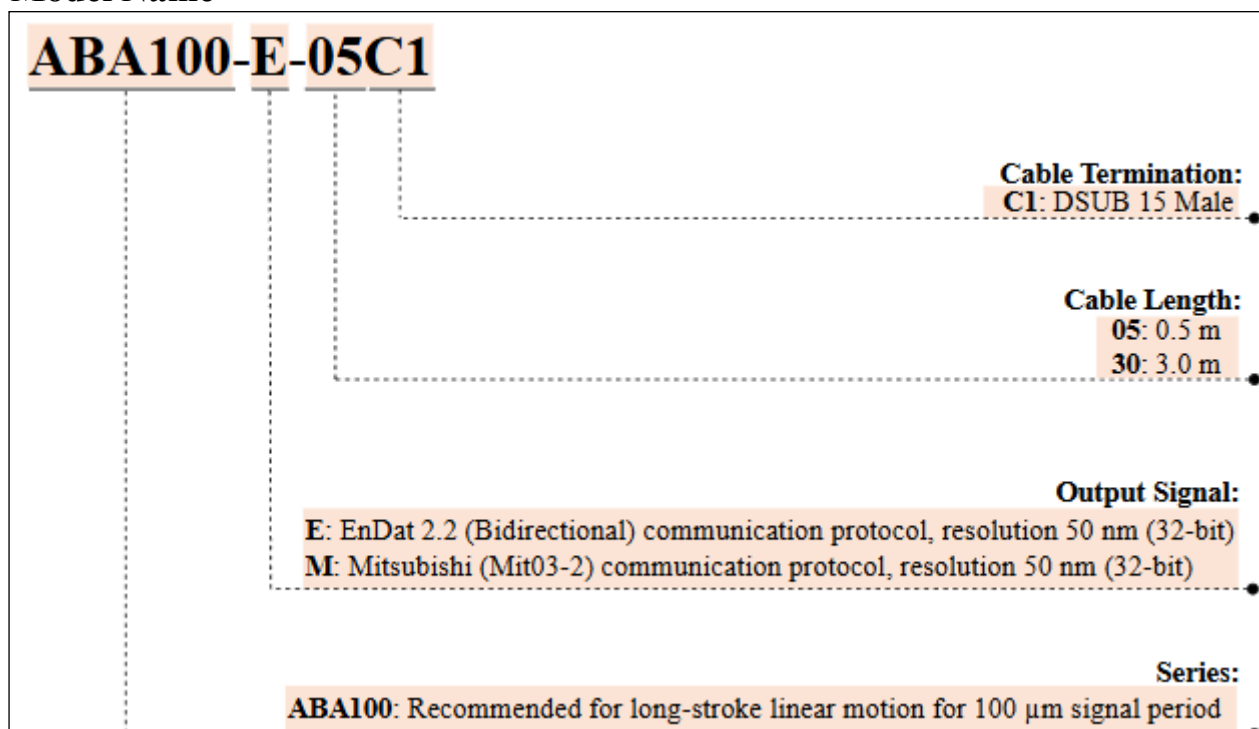 Model Name
ABA100-E-05C1
Cable Termination:
C1: DSUB 15 Male
Cable Length:
05: 0.5 m
30: 3.0 m
Output Signal:
E: EnDat 2.2 (Bidirectional) communication protocol, resolution 50 nm (32-bit)
M: Mitsubishi (Mit03-2) communication protocol, resolution 50 nm (32-bit)
Series:
ABA100: Recommended for long-stroke linear motion for 100 µm signal period